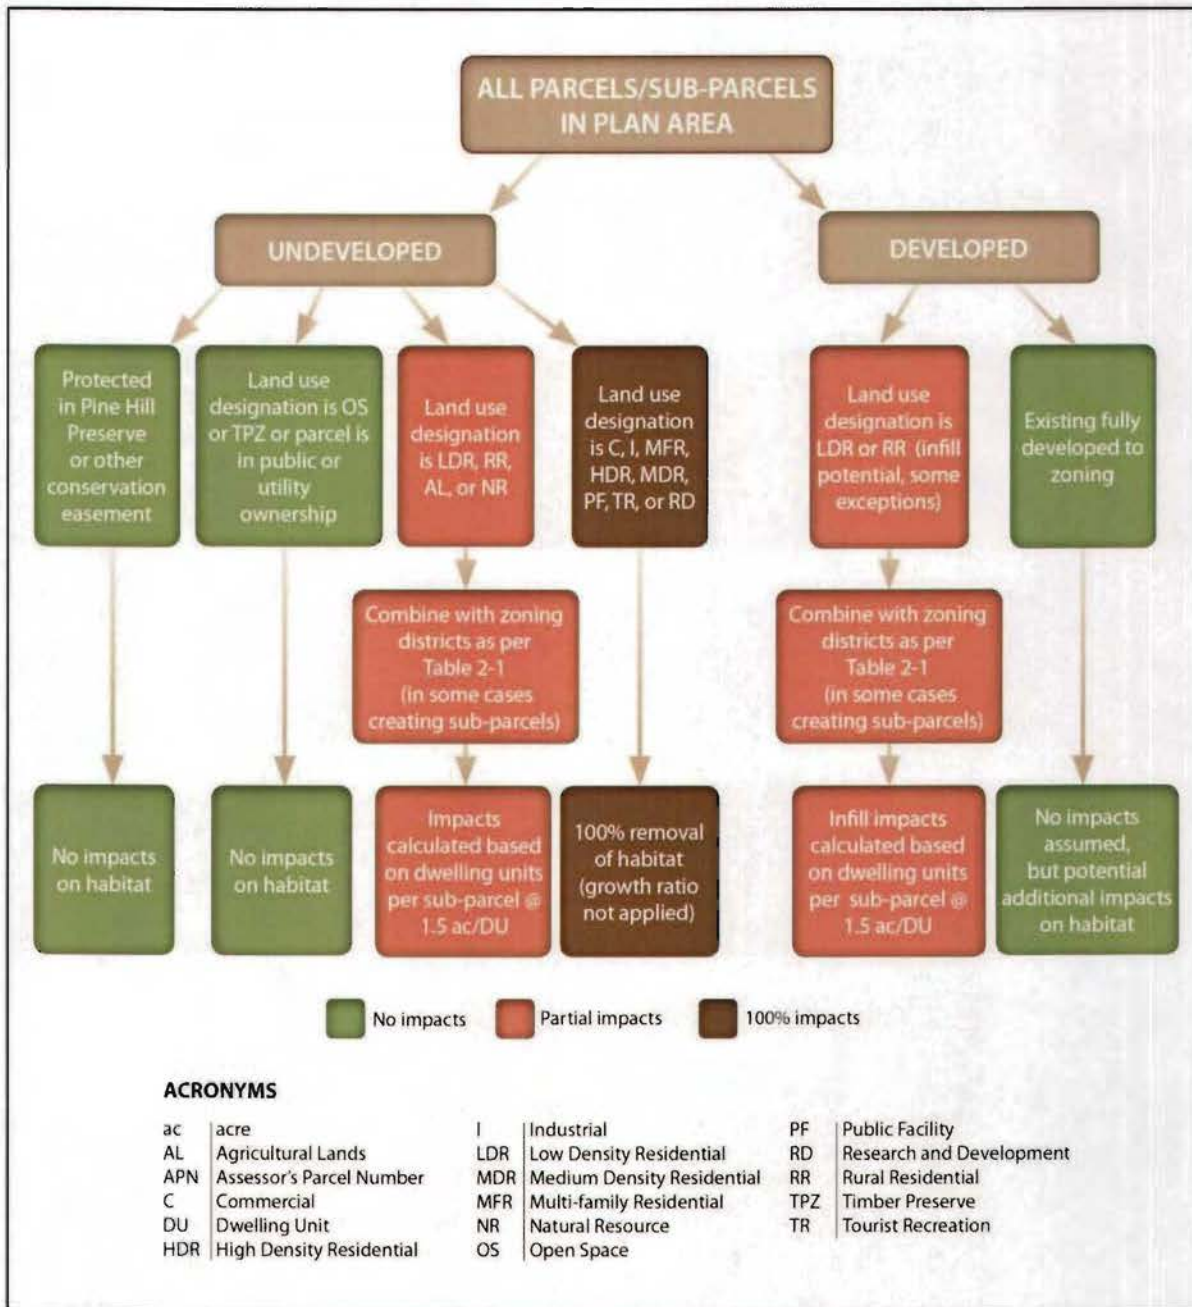 ALL PARCELS/SUB-PARCELS
IN PLAN AREA
UNDEVELOPED
DEVELOPED
Protected
in Pine Hill
Preserve
or other
conservation
easement
Land use
designation is OS
or TPZ or parcel is
in public or
utility
ownership
Land use
designation
is LDR, RR,
AL, or NR
Land use
designation
is C, I, MFR,
HDR, MDR,
PF, TR, or RD
Land use
designation is
LDR or RR (infill
potential, some
exceptions)
Existing fully
developed to
zoning
Combine with zoning
districts as per
Table 2-1
(in some cases
creating sub-parcels)
Combine with zoning
districts as per
Table 2-1
(in some cases
creating sub-parcels)
No impacts
on habitat
No impacts
on habitat
Impacts
calculated based
on dwelling units
per sub-parcel @
1.5 ac/DU
100% removal
of habitat
(growth ratio
not applied)
Infill impacts
calculated based
on dwelling units
per sub-parcel @
1.5 ac/DU
No impacts
assumed,
but potential
additional impacts
on habitat
No impacts
Partial impacts
100% impacts
ACRONYMS
ac acre
AL Agricultural Lands
APN Assessor's Parcel Number
C Commercial
DU Dwelling Unit
HDR High Density Residential
I Industrial
LDR Low Density Residential
MDR Medium Density Residential
MFR Multi-family Residential
NR Natural Resource
OS Open Space
PF Public Facility
RD Research and Development
RR Rural Residential
TPZ Timber Preserve
TR Tourist Recreation